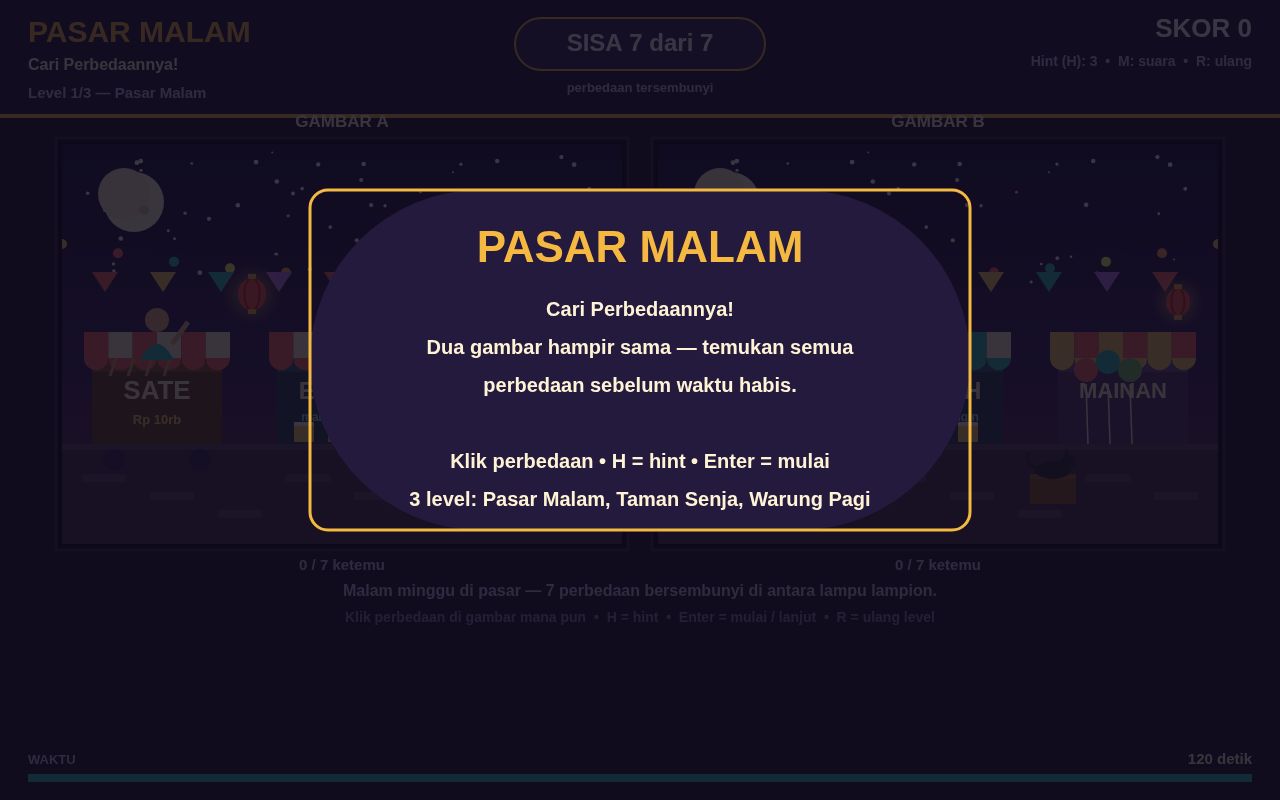 PASAR MALAM
Cari Perbedaannya!
Level 1/3 — Pasar Malam
SISA 7 dari 7
perbedaan tersembunyi
SKOR 0
Hint (H): 3 • M: suara • R: ulang
GAMBAR A
GAMBAR B
PASAR MALAM
Cari Perbedaannya!
Dua gambar hampir sama — temukan semua
perbedaan sebelum waktu habis.
Klik perbedaan • H = hint • Enter = mulai
3 level: Pasar Malam, Taman Senja, Warung Pagi
SATE
Rp 10rb
MAINAN
0 / 7 ketemu
0 / 7 ketemu
Malam minggu di pasar — 7 perbedaan bersembunyi di antara lampu lampion.
Klik perbedaan di gambar mana pun • H = hint • Enter = mulai / lanjut • R = ulang level
WAKTU
120 detik